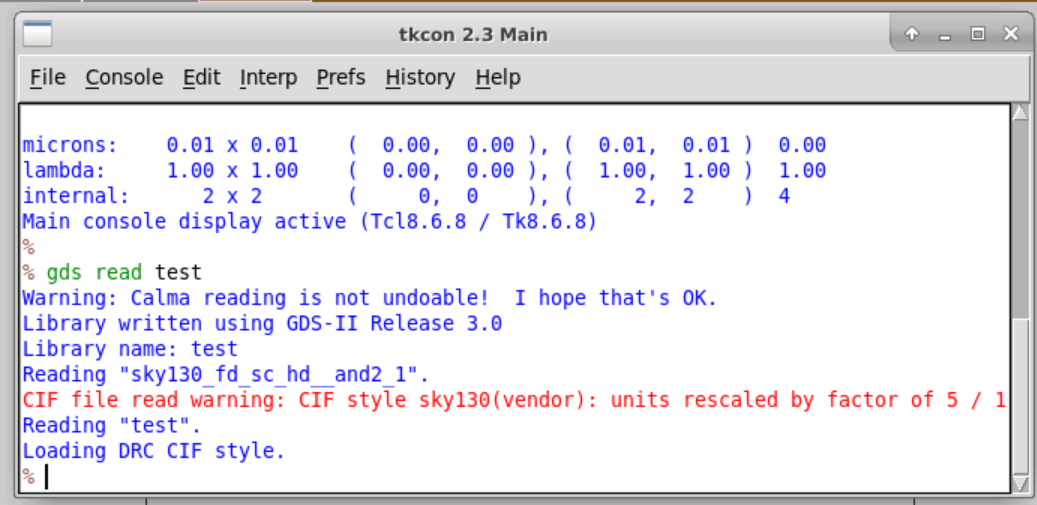 tkcon 2.3 Main
File Console Edit Interp Prefs History Help
microns: 0.01 x 0.01 ( 0.00, 0.00 ), ( 0.01, 0.01 ) 0.00
lambda: 1.00 x 1.00 ( 0.00, 0.00 ), ( 1.00, 1.00 ) 1.00
internal: 2 x 2 ( 0, 0 ), ( 2, 2 ) 4
Main console display active (Tcl8.6.8 / Tk8.6.8)
%
% gds read test
Warning: Calma reading is not undoable!  I hope that's OK.
Library written using GDS-II Release 3.0
Library name: test
Reading "sky130_fd_sc_hd__and2_1".
CIF file read warning: CIF style sky130(vendor): units rescaled by factor of 5 / 1
Reading "test".
Loading DRC CIF style.
%